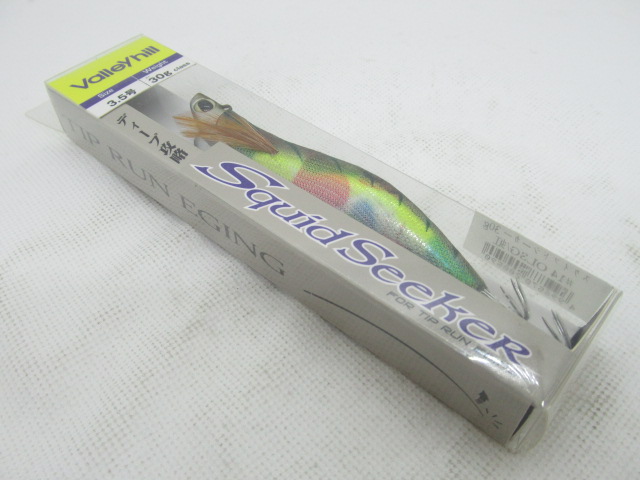 Valleyhill
Size
Weight
3.5号
30g class
ディープ攻略
Squid Seeker
FOR TIP RUN
TIP RUN EGING